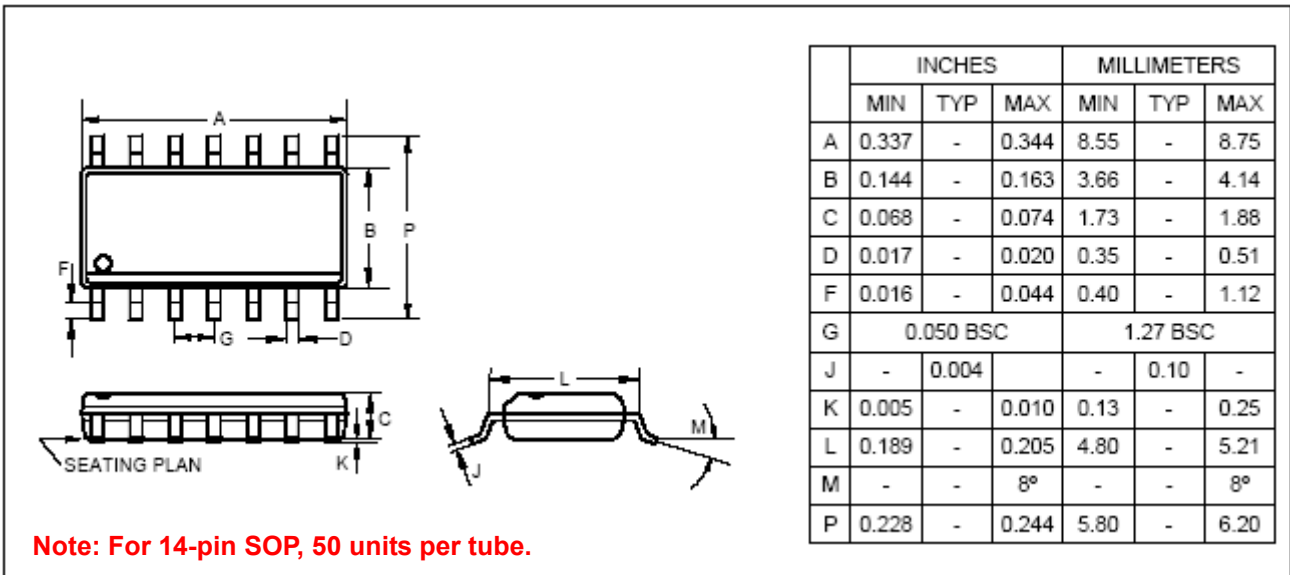 A
B
P
F
G
D
C
K
SEATING PLAN
L
M
J
Note: For 14-pin SOP, 50 units per tube.
INCHES MILLIMETERS
MIN TYP MAX MIN TYP MAX
A 0.337 - 0.344 8.55 - 8.75
B 0.144 - 0.163 3.66 - 4.14
C 0.068 - 0.074 1.73 - 1.88
D 0.017 - 0.020 0.35 - 0.51
F 0.016 - 0.044 0.40 - 1.12
G 0.050 BSC 1.27 BSC
J - 0.004 - 0.10 -
K 0.005 - 0.010 0.13 - 0.25
L 0.189 - 0.205 4.80 - 5.21
M - - 8º - - 8º
P 0.228 - 0.244 5.80 - 6.20